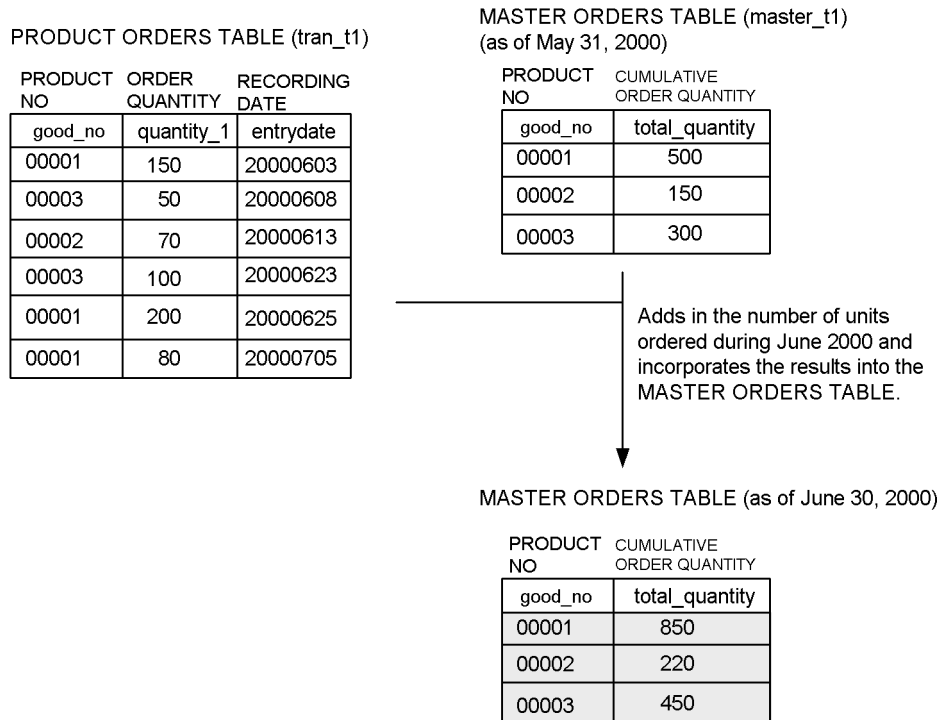 PRODUCT ORDERS TABLE (tran_t1)
PRODUCT NO ORDER QUANTITY RECORDING DATE
good_no quantity_1 entrydate
00001 150 20000603
00003 50 20000608
00002 70 20000613
00003 100 20000623
00001 200 20000625
00001 80 20000705
MASTER ORDERS TABLE (master_t1)
(as of May 31, 2000)
PRODUCT NO CUMULATIVE ORDER QUANTITY
good_no total_quantity
00001 500
00002 150
00003 300
Adds in the number of units
ordered during June 2000 and
incorporates the results into the
MASTER ORDERS TABLE.
MASTER ORDERS TABLE (as of June 30, 2000)
PRODUCT NO CUMULATIVE ORDER QUANTITY
good_no total_quantity
00001 850
00002 220
00003 450